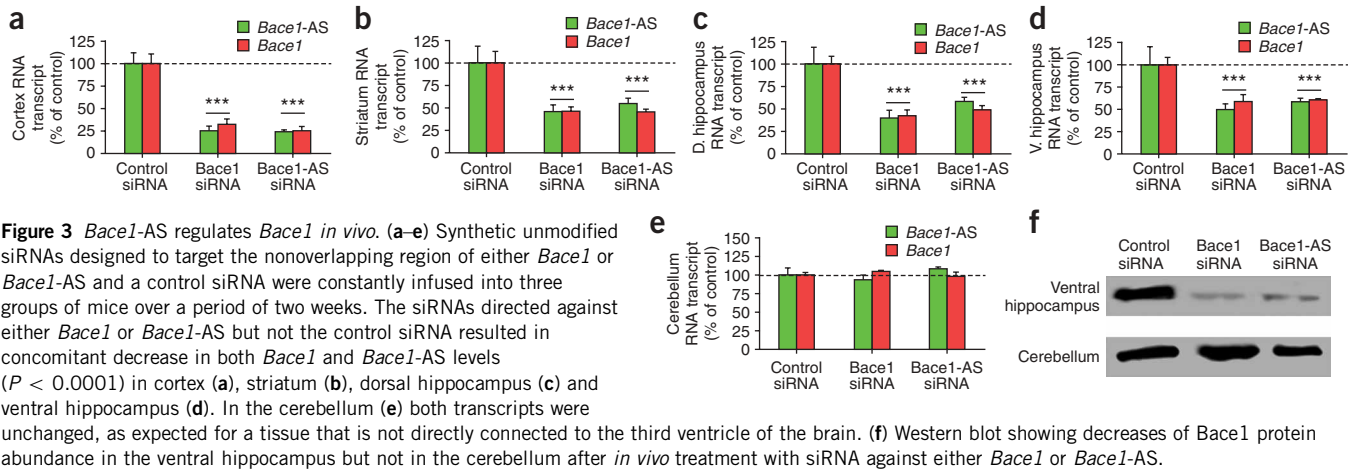 a
Bace1-AS
Bace1
Cortex RNA
transcript
(% of control)
125
100
75
50
25
0
***
***
Control
siRNA
Bace1
siRNA
Bace1-AS
siRNA
b
Bace1-AS
Bace1
Striatum RNA
transcript
(% of control)
125
100
75
50
25
0
***
***
Control
siRNA
Bace1
siRNA
Bace1-AS
siRNA
c
Bace1-AS
Bace1
D. hippocampus
RNA transcript
(% of control)
125
100
75
50
25
0
***
***
Control
siRNA
Bace1
siRNA
Bace1-AS
siRNA
d
Bace1-AS
Bace1
V. hippocampus
RNA transcript
(% of control)
125
100
75
50
25
0
***
***
Control
siRNA
Bace1
siRNA
Bace1-AS
siRNA
e
Bace1-AS
Bace1
Cerebellum
RNA transcript
(% of control)
150
125
100
75
50
25
0
Control
siRNA
Bace1
siRNA
Bace1-AS
siRNA
f
Control
siRNA
Bace1
siRNA
Bace1-AS
siRNA
Ventral
hippocampus
Cerebellum
Figure 3 Bace1-AS regulates Bace1 in vivo. (a–e) Synthetic unmodified
siRNAs designed to target the nonoverlapping region of either Bace1 or
Bace1-AS and a control siRNA were constantly infused into three
groups of mice over a period of two weeks. The siRNAs directed against
either Bace1 or Bace1-AS but not the control siRNA resulted in
concomitant decrease in both Bace1 and Bace1-AS levels
(P < 0.0001) in cortex (a), striatum (b), dorsal hippocampus (c) and
ventral hippocampus (d). In the cerebellum (e) both transcripts were
unchanged, as expected for a tissue that is not directly connected to the third ventricle of the brain. (f) Western blot showing decreases of Bace1 protein
abundance in the ventral hippocampus but not in the cerebellum after in vivo treatment with siRNA against either Bace1 or Bace1-AS.